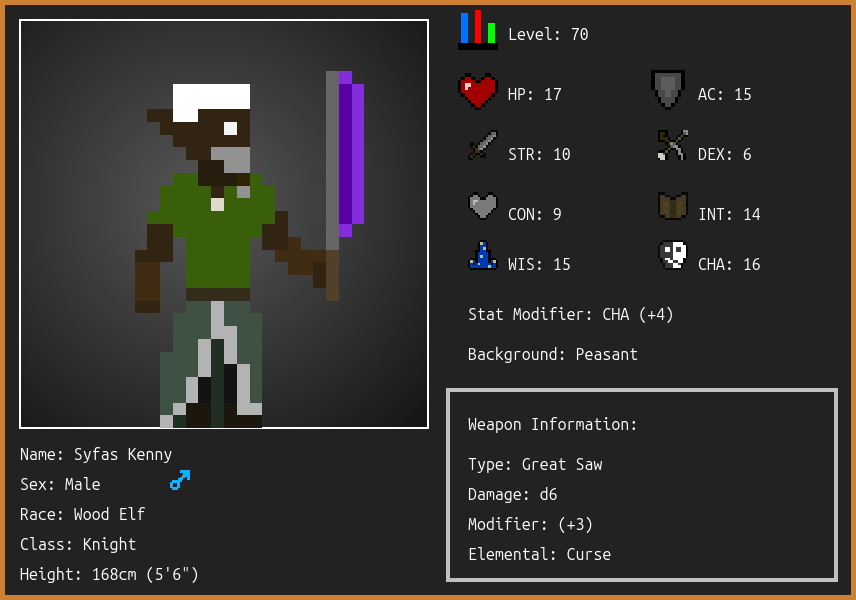 Level: 70
HP: 17
AC: 15
STR: 10
DEX: 6
CON: 9
INT: 14
WIS: 15
CHA: 16
Stat Modifier: CHA (+4)
Background: Peasant
Name: Syfas Kenny
Sex: Male
Race: Wood Elf
Class: Knight
Height: 168cm (5'6")
Weapon Information:
Type: Great Saw
Damage: d6
Modifier: (+3)
Elemental: Curse